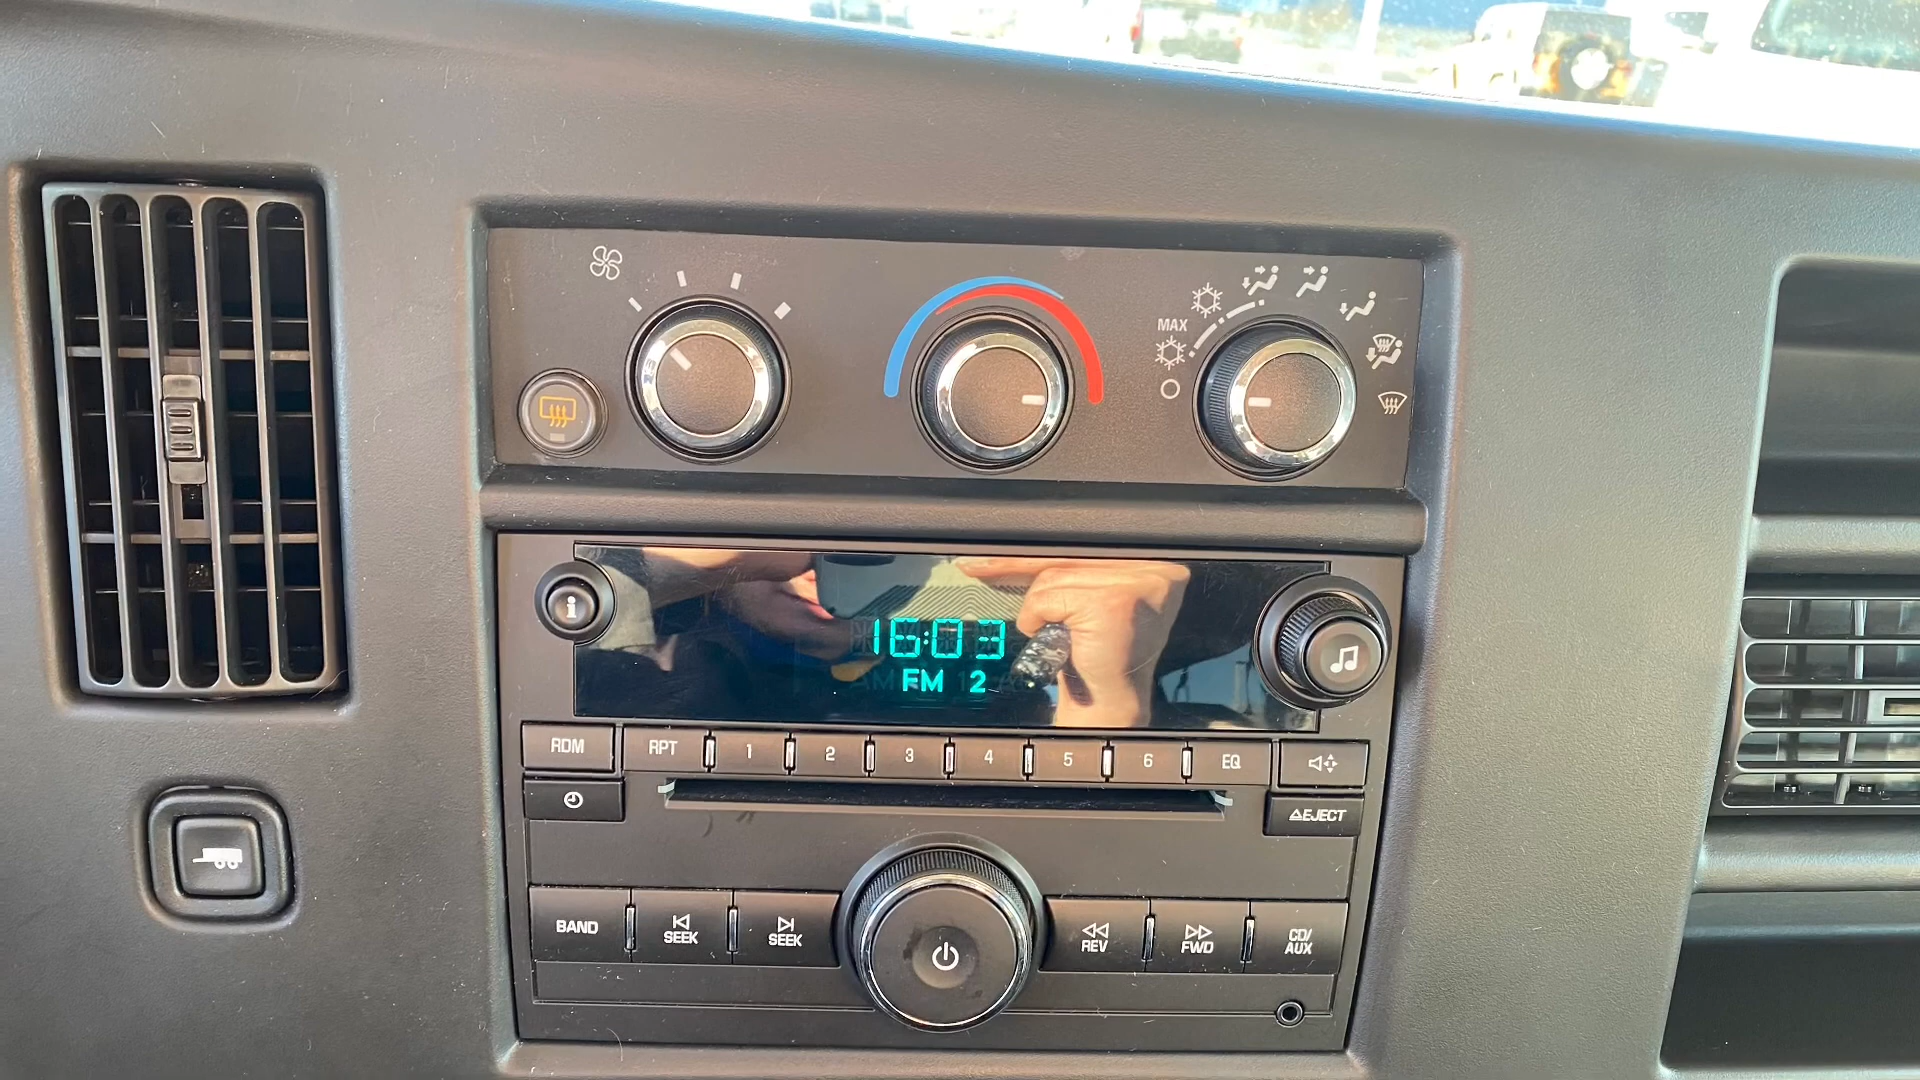 MAX
16:03
FM 2
RDM
RPT
1
2
3
4
5
6
EQ
EJECT
BAND
SEEK
SEEK
REV
FWD
CD/
AUX
i